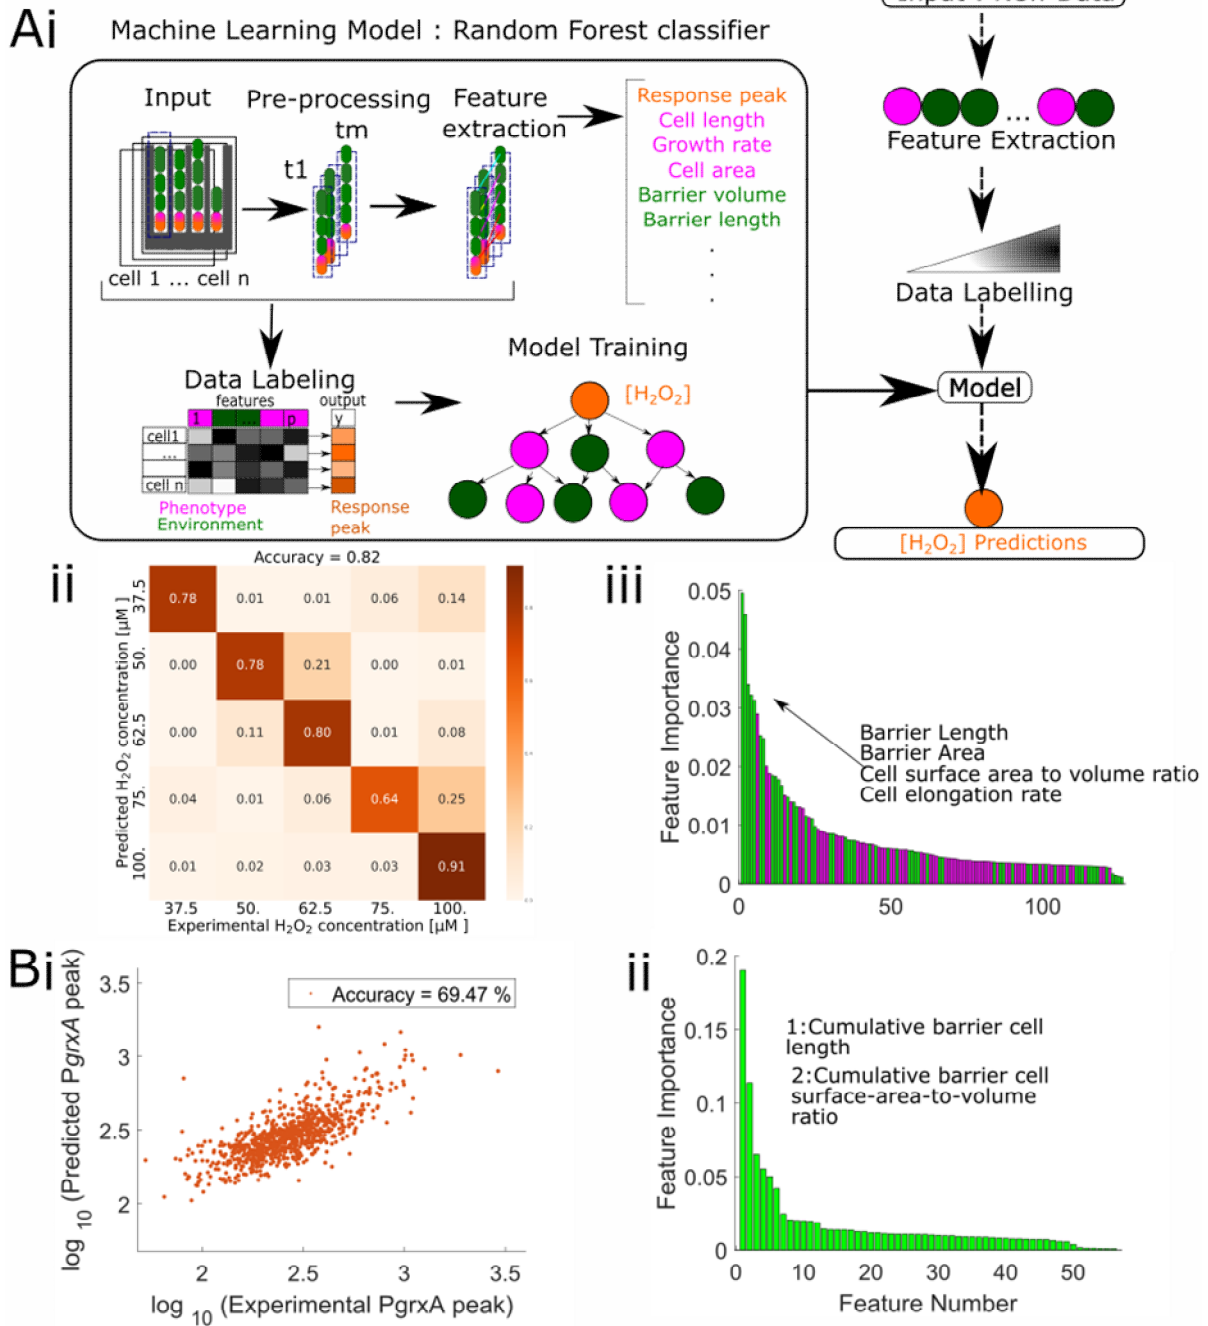 Ai
Machine Learning Model : Random Forest classifier
Input
Pre-processing
Feature
extraction
tm
t1
cell 1 ... cell n
Response peak
Cell length
Growth rate
Cell area
Barrier volume
Barrier length
.
.
.
...
Feature Extraction
Data Labelling
Model
[H₂O₂] Predictions
Data Labeling
features
output
1
...
p
y
cell1
...
cell n
Phenotype
Environment
Response
peak
Model Training
[H₂O₂]
ii
Accuracy = 0.82
Predicted H₂O₂ concentration [µM ]
37.5
0.78 0.01 0.01 0.06 0.14
50.
0.00 0.78 0.21 0.00 0.01
62.5
0.00 0.11 0.80 0.01 0.08
75.
0.04 0.01 0.06 0.64 0.25
100.
0.01 0.02 0.03 0.03 0.91
37.5 50. 62.5 75. 100.
Experimental H₂O₂ concentration [µM ]
iii
Feature Importance
0.05
0.04
0.03
0.02
0.01
0
0 50 100
Barrier Length
Barrier Area
Cell surface area to volume ratio
Cell elongation rate
Bi
log 10 (Predicted PgrxA peak)
3.5
3
2.5
2
Accuracy = 69.47 %
2 2.5 3 3.5
log 10 (Experimental PgrxA peak)
ii
Feature Importance
0.2
0.15
0.1
0.05
0
1:Cumulative barrier cell
length
2:Cumulative barrier cell
surface-area-to-volume
ratio
0 10 20 30 40 50
Feature Number